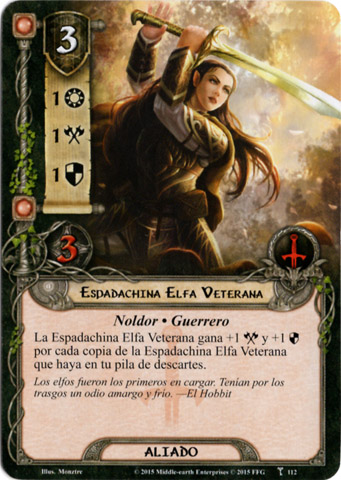 3
1
1
1
3
Espadachina Elfa Veterana
Noldor • Guerrero
La Espadachina Elfa Veterana gana +1 y +1
por cada copia de la Espadachina Elfa Veterana
que haya en tu pila de descartes.
Los elfos fueron los primeros en cargar. Tenían por los
trasgos un odio amargo y frío. —El Hobbit
ALIADO
Illus. Monztre © 2015 Middle-earth Enterprises © 2015 FFG 112